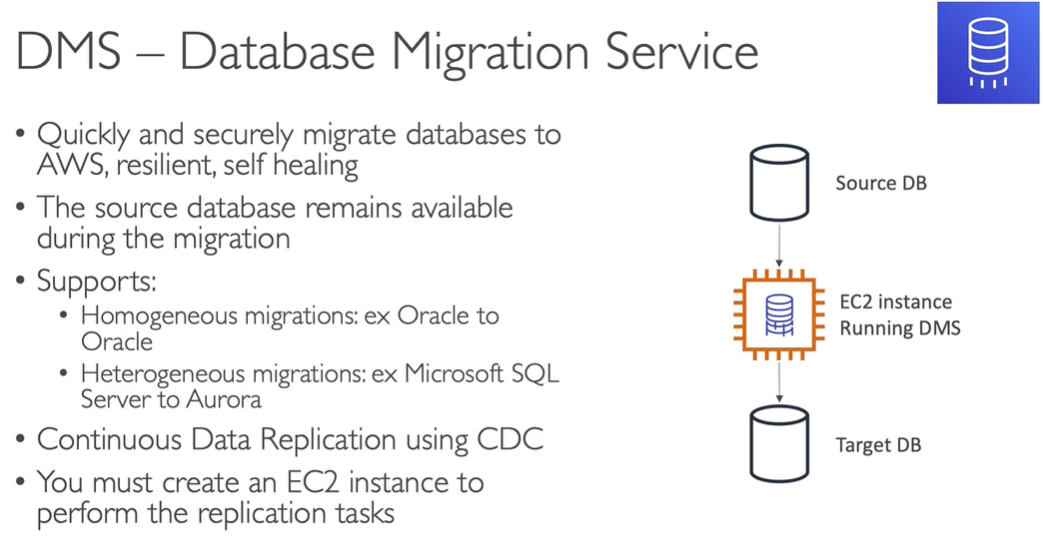 DMS – Database Migration Service
• Quickly and securely migrate databases to
AWS, resilient, self healing
• The source database remains available
during the migration
• Supports:
• Homogeneous migrations: ex Oracle to
Oracle
• Heterogeneous migrations: ex Microsoft SQL
Server to Aurora
• Continuous Data Replication using CDC
• You must create an EC2 instance to
perform the replication tasks
Source DB
EC2 instance
Running DMS
Target DB